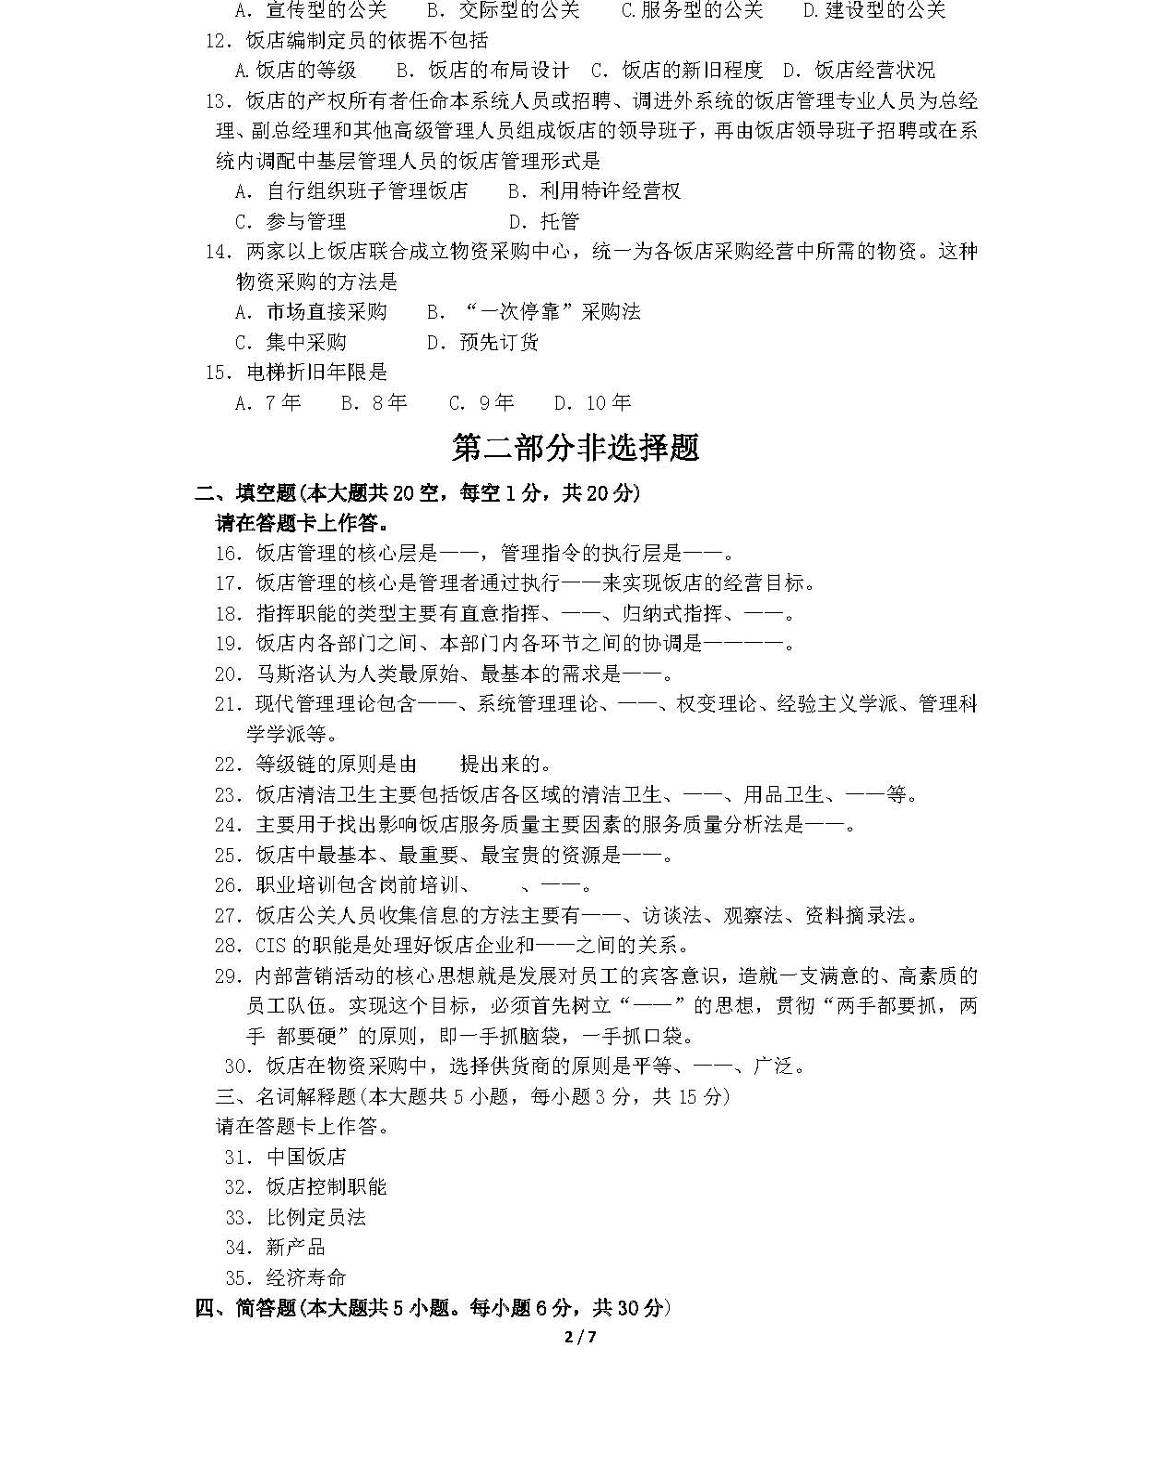 A. 宣传型的公关 B. 交际型的公关 C.服务型的公关 D.建设型的公关
12. 饭店编制定员的依据不包括
A.饭店的等级 B. 饭店的布局设计 C. 饭店的新旧程度 D. 饭店经营状况
13. 饭店的产权所有者任命本系统人员或招聘、调进外系统的饭店管理专业人员为总经
理、副总经理和其他高级管理人员组成饭店的领导班子，再由饭店领导班子招聘或在系
统内调配中基层管理人员的饭店管理形式是
A. 自行组织班子管理饭店 B. 利用特许经营权
C. 参与管理 D. 托管
14. 两家以上饭店联合成立物资采购中心，统一为各饭店采购经营中所需的物资。这种
物资采购的方法是
A. 市场直接采购 B. “一次停靠”采购法
C. 集中采购 D. 预先订货
15. 电梯折旧年限是
A. 7年 B. 8年 C. 9年 D. 10年
第二部分非选择题
二、填空题(本大题共20空，每空1分，共20分)
请在答题卡上作答。
16. 饭店管理的核心层是——，管理指令的执行层是——。
17. 饭店管理的核心是管理者通过执行——来实现饭店的经营目标。
18. 指挥职能的类型主要有直意指挥、——、归纳式指挥、——。
19. 饭店内各部门之间、本部门内各环节之间的协调是————。
20. 马斯洛认为人类最原始、最基本的需求是——。
21. 现代管理理论包含——、系统管理理论、——、权变理论、经验主义学派、管理科
学学派等。
22. 等级链的原则是由 提出来的。
23. 饭店清洁卫生主要包括饭店各区域的清洁卫生、——、用品卫生、——等。
24. 主要用于找出影响饭店服务质量主要因素的服务质量分析法是——。
25. 饭店中最基本、最重要、最宝贵的资源是——。
26. 职业培训包含岗前培训、 、——。
27. 饭店公关人员收集信息的方法主要有——、访谈法、观察法、资料摘录法。
28. CIS的职能是处理好饭店企业和——之间的关系。
29. 内部营销活动的核心思想就是发展对员工的宾客意识，造就一支满意的、高素质的
员工队伍。实现这个目标，必须首先树立“——”的思想，贯彻“两手都要抓，两
手 都要硬”的原则，即一手抓脑袋，一手抓口袋。
30. 饭店在物资采购中，选择供货商的原则是平等、——、广泛。
三、名词解释题(本大题共5小题，每小题3分，共15分)
请在答题卡上作答。
31. 中国饭店
32. 饭店控制职能
33. 比例定员法
34. 新产品
35. 经济寿命
四、简答题(本大题共5小题。每小题6分，共30分)
2 / 7